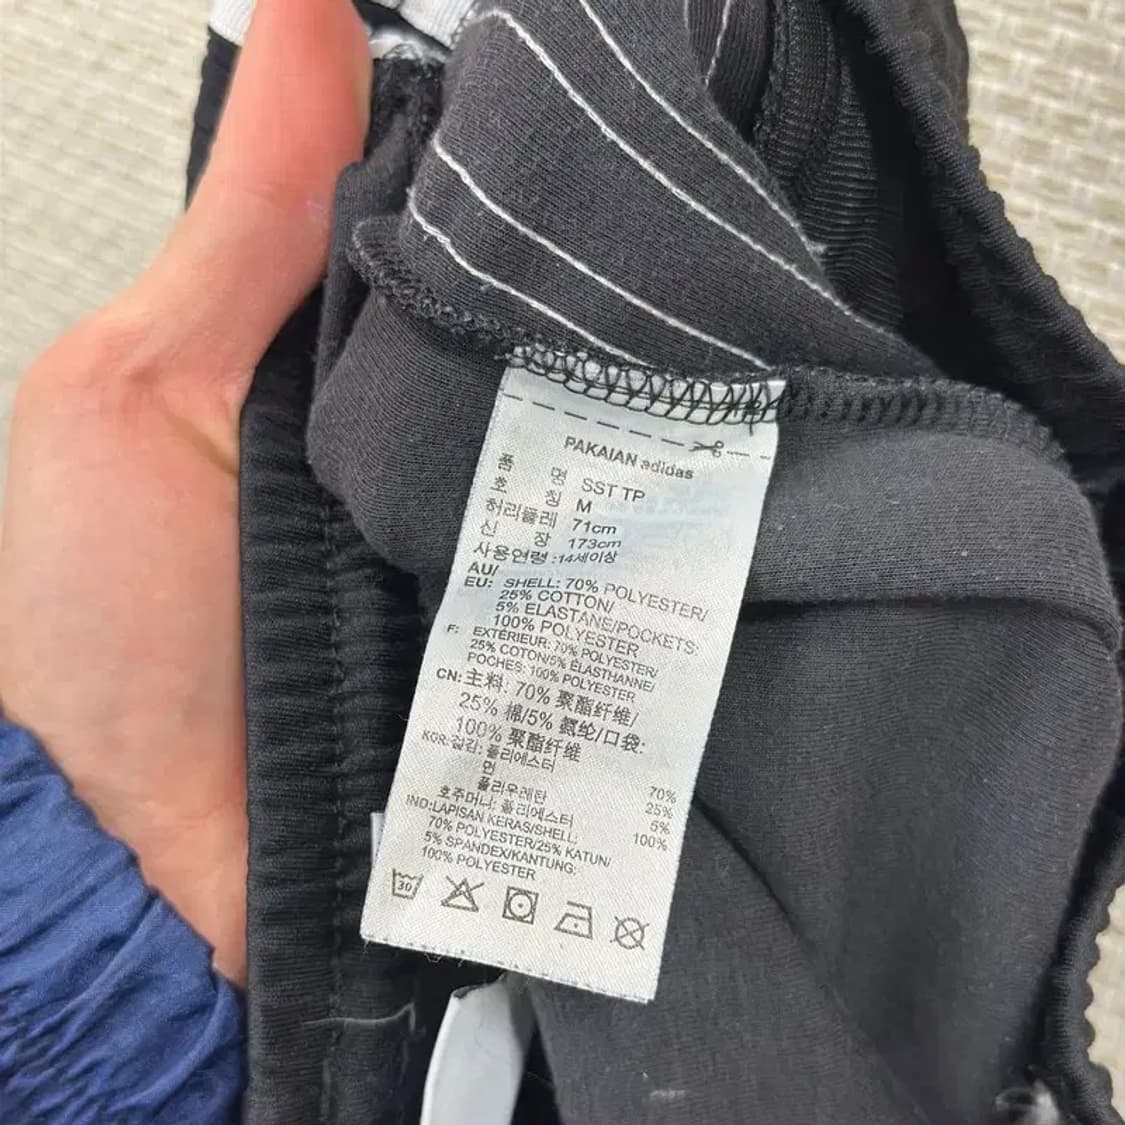 PAKAIAN adidas
품 명 SST TP
호 칭 M
허리둘레 71cm
신 장 173cm
사용연령 :14세이상
AU/
EU: SHELL: 70% POLYESTER/
25% COTTON/
5% ELASTANE/POCKETS:
100% POLYESTER
F: EXTÉRIEUR: 70% POLYESTER/
25% COTON/5% ÉLASTHANNE/
POCHES: 100% POLYESTER
CN: 主料: 70% 聚酯纤维/
25% 棉/5% 氨纶/口袋:
100% 聚酯纤维
KOR: 겉감: 폴리에스터 70%
면 25%
폴리우레탄 5%
호주머니: 폴리에스터 100%
IND:LAPISAN KERAS/SHELL:
70% POLYESTER/25% KATUN/
5% SPANDEX/KANTUNG:
100% POLYESTER
30